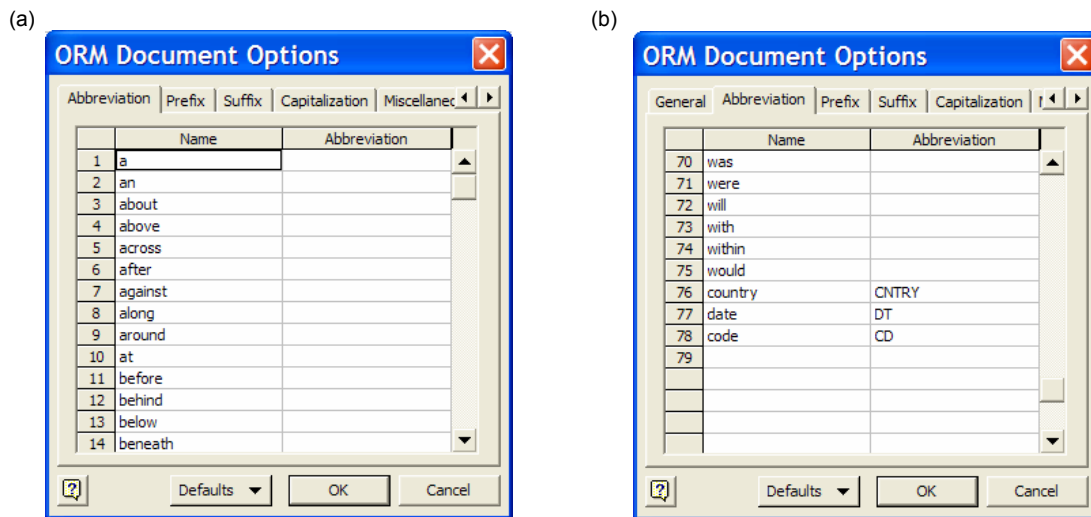 (a)
ORM Document Options
Abbreviation Prefix Suffix Capitalization Miscellanec
Name Abbreviation
1 a
2 an
3 about
4 above
5 across
6 after
7 against
8 along
9 around
10 at
11 before
12 behind
13 below
14 beneath
Defaults OK Cancel
(b)
ORM Document Options
General Abbreviation Prefix Suffix Capitalization
Name Abbreviation
70 was
71 were
72 will
73 with
74 within
75 would
76 country CNTRY
77 date DT
78 code CD
79
Defaults OK Cancel